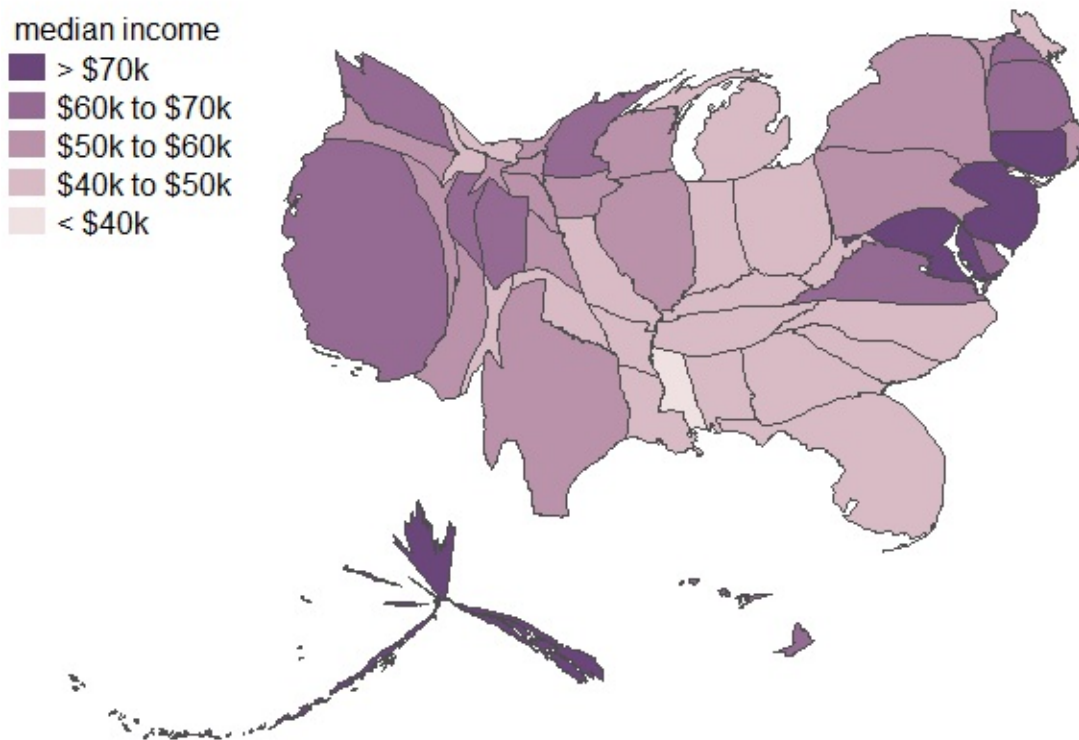 median income
> $70k
$60k to $70k
$50k to $60k
$40k to $50k
< $40k